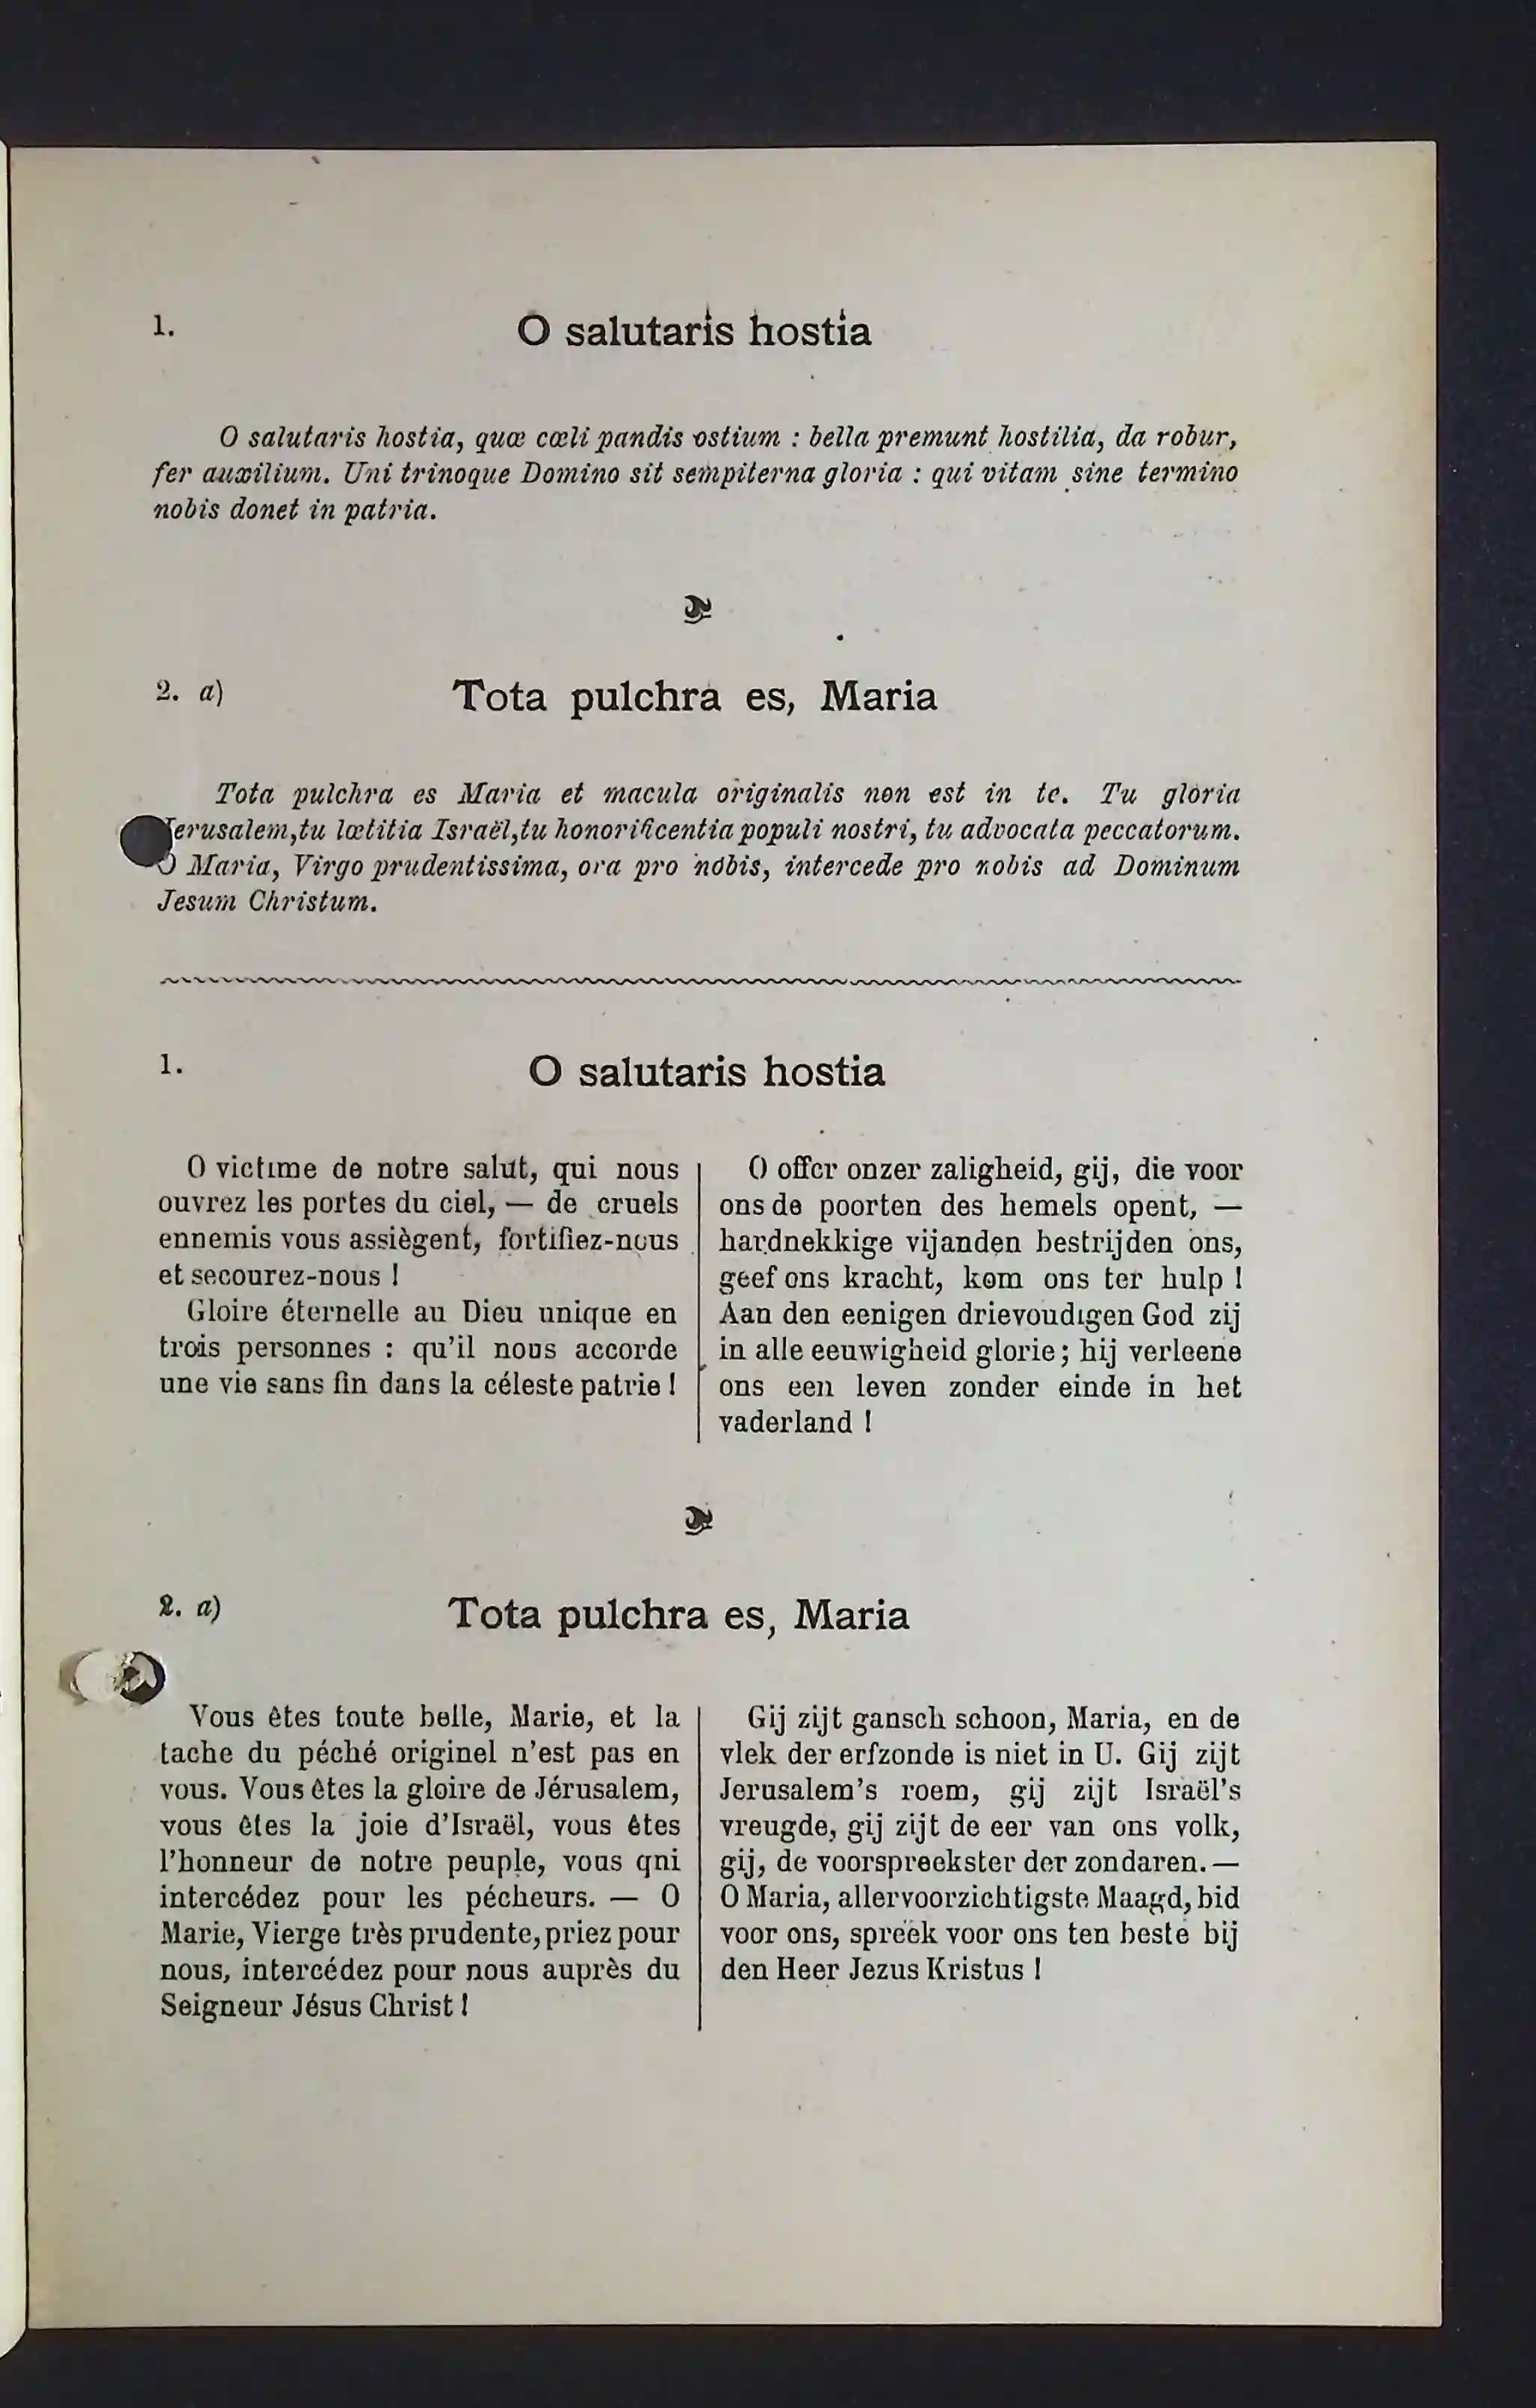 1.
O salutaris hostia
O salutaris hostia, quæ cœli pandis ostium : bella premunt hostilia, da robur,
fer auxilium. Uni trinoque Domino sit sempiterna gloria : qui vitam sine termino
nobis donet in patria.
2. a)
Tota pulchra es, Maria
Tota pulchra es Maria et macula originalis non est in te. Tu gloria
Jerusalem,tu lœtitia Israël,tu honorificentia populi nostri, tu advocata peccatorum.
O Maria, Virgo prudentissima, ora pro nobis, intercede pro nobis ad Dominum
Jesum Christum.
1.
O salutaris hostia
O victime de notre salut, qui nous
ouvrez les portes du ciel, — de cruels
ennemis vous assiègent, fortifiez-nous
et secourez-nous !
Gloire éternelle au Dieu unique en
trois personnes : qu'il nous accorde
une vie sans fin dans la céleste patrie !
O offer onzer zaligheid, gij, die voor
ons de poorten des hemels opent, —
hardnekkige vijanden bestrijden ons,
geef ons kracht, kom ons ter hulp !
Aan den eenigen drievoudigen God zij
in alle eeuwigheid glorie; hij verleene
ons een leven zonder einde in het
vaderland !
2. a)
Tota pulchra es, Maria
Vous êtes toute belle, Marie, et la
tache du péché originel n'est pas en
vous. Vous êtes la gloire de Jérusalem,
vous êtes la joie d'Israël, vous êtes
l'honneur de notre peuple, vous qni
intercédez pour les pécheurs. — O
Marie, Vierge très prudente, priez pour
nous, intercédez pour nous auprès du
Seigneur Jésus Christ !
Gij zijt gansch schoon, Maria, en de
vlek der erfzonde is niet in U. Gij zijt
Jerusalem's roem, gij zijt Israël's
vreugde, gij zijt de eer van ons volk,
gij, de voorspreekster der zondaren. —
O Maria, allervoorzichtigste Maagd, bid
voor ons, spreek voor ons ten beste bij
den Heer Jezus Kristus !